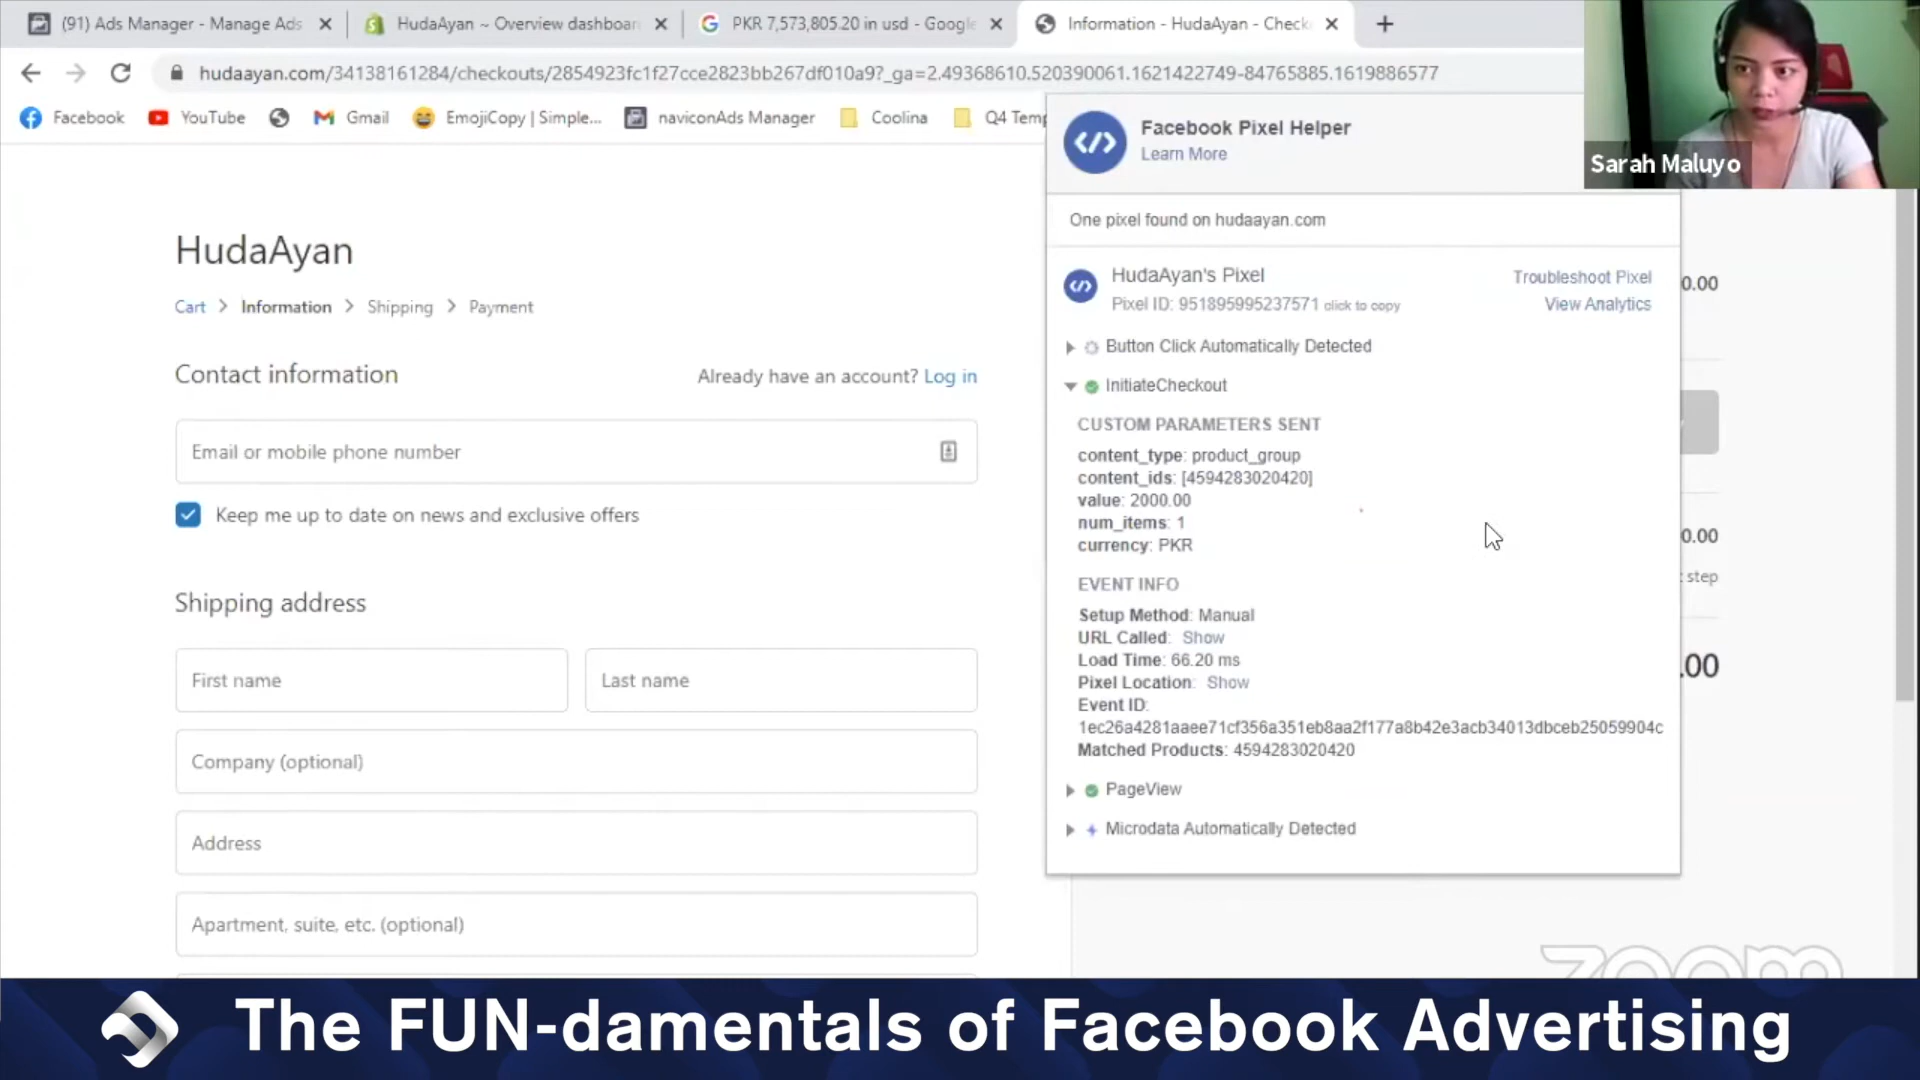 (91) Ads Manager - Manage Ads
HudaAyan ~ Overview dashboar
PKR 7,573,805.20 in usd - Google
Information - HudaAyan - Check
hudaayan.com/34138161284/checkouts/2854923fc1f27cce2823bb267df010a9?_ga=2.49368610.520390061.1621422749-84765885.1619886577
Facebook
YouTube
Gmail
EmojiCopy | Simple...
naviconAds Manager
Coolina
Q4 Temp
Sarah Maluyo
HudaAyan
Cart > Information > Shipping > Payment
Contact information
Already have an account? Log in
Email or mobile phone number
Keep me up to date on news and exclusive offers
Shipping address
First name
Last name
Company (optional)
Address
Apartment, suite, etc. (optional)
Facebook Pixel Helper
Learn More
One pixel found on hudaayan.com
HudaAyan's Pixel
Troubleshoot Pixel
Pixel ID: 951895995237571 click to copy
View Analytics
Button Click Automatically Detected
InitiateCheckout
CUSTOM PARAMETERS SENT
content_type: product_group
content_ids: [4594283020420]
value: 2000.00
num_items: 1
currency: PKR
EVENT INFO
Setup Method: Manual
URL Called: Show
Load Time: 66.20 ms
Pixel Location: Show
Event ID:
1ec26a4281aaee71cf356a351eb8aa2f177a8b42e3acb34013dbceb25059904c
Matched Products: 4594283020420
PageView
Microdata Automatically Detected
0.00
0.00
step
.00
zoom
The FUN-damentals of Facebook Advertising